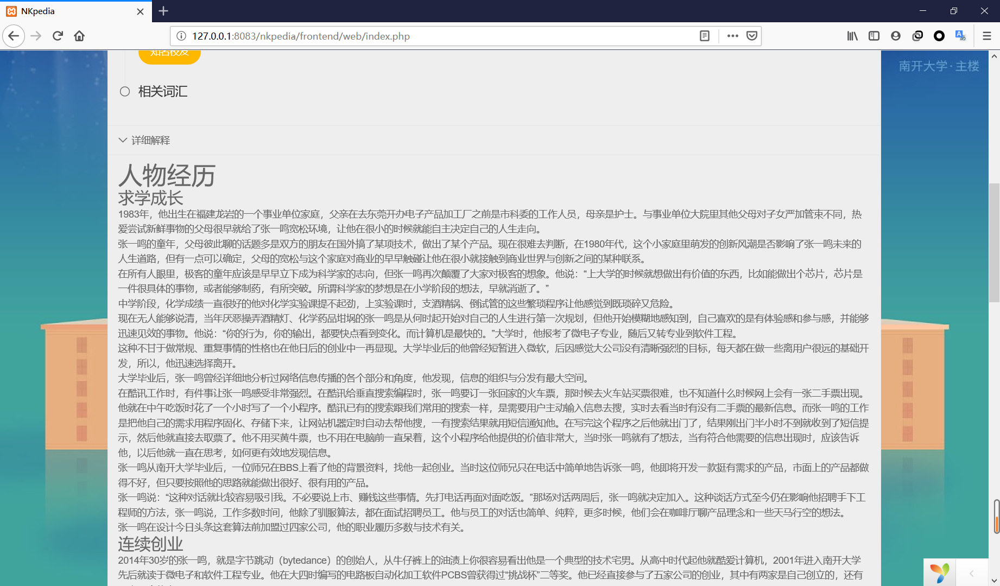 NKpedia
127.0.0.1:8083/nkpedia/frontend/web/index.php
知名校友
南开大学·主楼
相关词汇
详细解释
人物经历
求学成长
1983年，他出生在福建龙岩的一个事业单位家庭，父亲在去东莞开办电子产品加工厂之前是市科委的工作人员，母亲是护士。与事业单位大院里其他父母对子女严加管束不同，热
爱尝试新鲜事物的父母很早就给了张一鸣宽松环境，让他在很小的时候就能自主决定自己的人生走向。
张一鸣的童年，父母彼此聊的话题多是双方的朋友在国外搞了某项技术，做出了某个产品。现在很难去判断，在1980年代，这个小家庭里萌发的创新风潮是否影响了张一鸣未来的
人生道路，但有一点可以确定，父母的宽松与这个家庭对商业的早早触碰让他在很小就接触到商业世界与创新之间的某种联系。
在所有人眼里，极客的童年应该是早早立下成为科学家的志向，但张一鸣再次颠覆了大家对极客的想象。他说：“上大学的时候就想做出有价值的东西，比如能做出个芯片，芯片是
一件很具体的事物，或者能够制药，有所突破。所谓科学家的梦想是在小学阶段的想法，早就消逝了。”
中学阶段，化学成绩一直很好的他对化学实验课提不起劲，上实验课时，支酒精锅、倒试管的这些繁琐程序让他感觉到既琐碎又危险。
现在无人能够说清，当年厌恶操弄酒精灯、化学药品坩埚的张一鸣是从何时起开始对自己的人生进行第一次规划，但他开始模糊地感知到，自己喜欢的是有体验感和参与感，并能够
迅速见效的事物。他说：“你的行为，你的输出，都要快点看到变化。而计算机是最快的。”大学时，他报考了微电子专业，随后又转专业到软件工程。
这种不甘于做常规、重复事情的性格也在他日后的创业中一再显现。大学毕业后的他曾经短暂进入微软，后因感觉大公司没有清晰强烈的目标，每天都在做一些离用户很远的基础开
发，所以，他迅速选择离开。
大学毕业后，张一鸣曾经详细地分析过网络信息传播的各个部分和角度，他发现，信息的组织与分发有最大空间。
在酷讯工作时，有件事让张一鸣感受非常强烈。在酷讯给垂直搜索编程时，张一鸣要订一张回家的火车票，那时候去火车站买票很难，也不知道什么时候网上会有一张二手票出现。
他就在中午吃饭时花了一个小时写了一个小程序。酷讯已有的搜索跟我们常用的搜索一样，是需要用户主动输入信息去搜，实时去看当时有没有二手票的最新信息。而张一鸣的工作
是把他自己的需求用程序固化、存储下来，让网站机器定时自动去帮他搜，一有搜索结果就用短信通知他。在写完这个程序之后他就出门了，结果刚出门半小时不到就收到了短信提
示，然后他就直接去取票了。他不用买黄牛票，也不用在电脑前一直呆着，这个小程序给他提供的价值非常大，当时张一鸣就有了想法，当有符合他需要的信息出现时，应该告诉
他，以后他就一直在思考，如何更有效地发现信息。
张一鸣从南开大学毕业后，一位师兄在BBS上看了他的背景资料，找他一起创业。当时这位师兄只在电话中简单地告诉张一鸣，他即将开发一款挺有需求的产品，市面上的产品都做
得不好，但只要按照他的思路就能做出很好、很有用的产品。
张一鸣说：“这种对话就比较容易吸引我。不必要说上市、赚钱这些事情。先打电话再面对面吃饭。”那场对话两周后，张一鸣就决定加入。这种谈话方式至今仍在影响他招聘手下工
程师的方法，张一鸣说，工作多数时间，他除了驯服算法，都在面试招聘员工。他与员工的对话也简单、纯粹，更多时候，他们会在咖啡厅聊产品理念和一些天马行空的想法。
张一鸣在设计今日头条这套算法前加盟过四家公司，他的职业履历多数与技术有关。
连续创业
2014年30岁的张一鸣，就是字节跳动（bytedance）的创始人，从牛仔裤上的油渍上你很容易看出他是一个典型的技术宅男。从高中时代起他就酷爱计算机，2001年进入南开大学
先后就读于微电子和软件工程专业。他在大四时编写的电路板自动化加工软件PCBS曾获得过“挑战杯”二等奖。他已经直接参与了五家公司的创业，其中有两家是自己创立的，还有